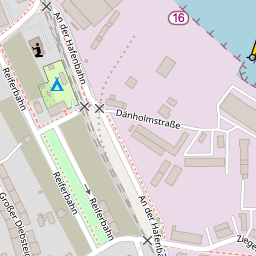 16
An der Hafenbahn
Reiferbahn
Dänholmstraße
Reiferbahn
Reiferbahn
Großer Diebsteig
An der Hafenbahn
Ziege